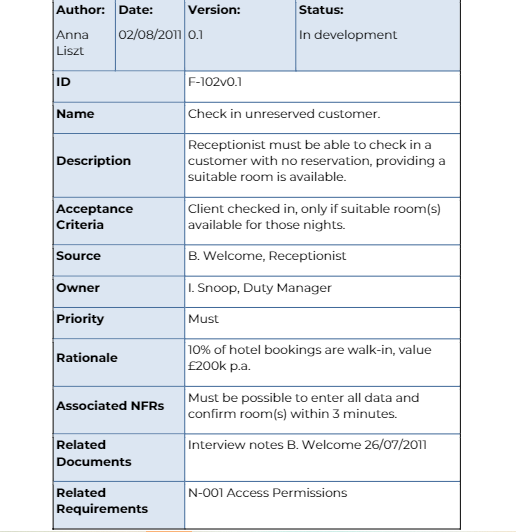 Author: Date: Version: Status:
Anna 02/08/2011 0.1 In development
Liszt
ID F-102v0.1
Name Check in unreserved customer.
Description Receptionist must be able to check in a
customer with no reservation, providing a
suitable room is available.
Acceptance Client checked in, only if suitable room(s)
Criteria available for those nights.
Source B. Welcome, Receptionist
Owner I. Snoop, Duty Manager
Priority Must
Rationale 10% of hotel bookings are walk-in, value
£200k p.a.
Associated NFRs Must be possible to enter all data and
confirm room(s) within 3 minutes.
Related Interview notes B. Welcome 26/07/2011
Documents
Related N-001 Access Permissions
Requirements